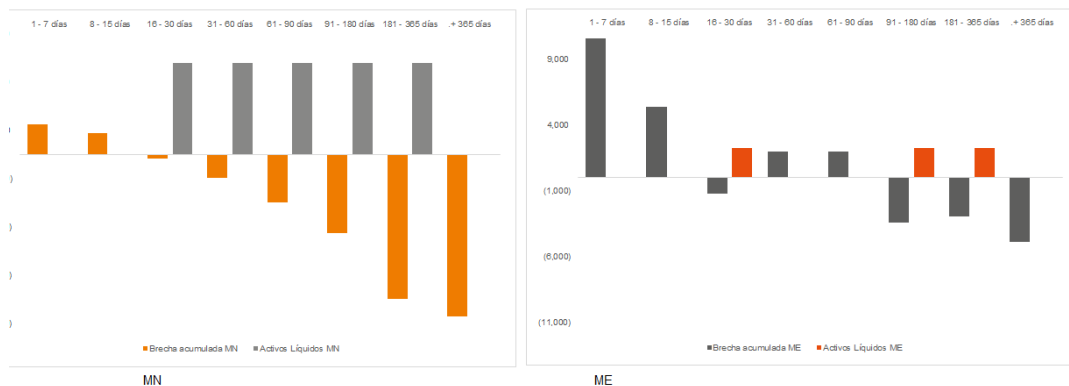 1 - 7 días 8 - 15 días 16 - 30 días 31 - 60 días 61 - 90 días 91 - 180 días 181 - 365 días .+ 365 días
)
)
)
)
Brecha acumulada MN Activos Líquidos MN
MN
1 - 7 días 8 - 15 días 16 - 30 días 31 - 60 días 61 - 90 días 91 - 180 días 181 - 365 días .+ 365 días
9,000
4,000
(1,000)
(6,000)
(11,000)
Brecha acumulada ME Activos Líquidos ME
ME